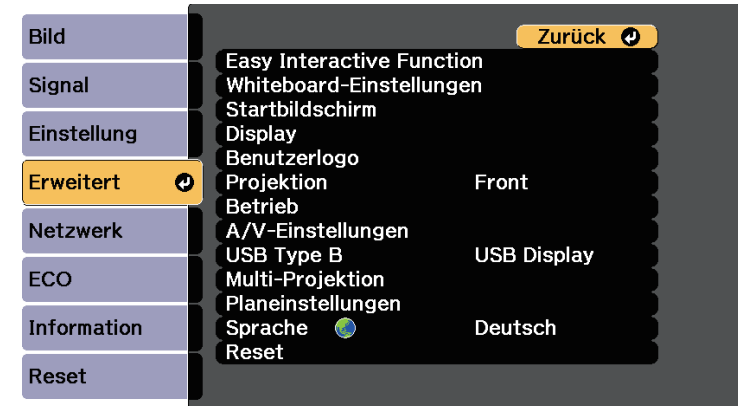 Bild
Signal
Einstellung
Erweitert
Netzwerk
ECO
Information
Reset
Zurück
Easy Interactive Function
Whiteboard-Einstellungen
Startbildschirm
Display
Benutzerlogo
Projektion Front
Betrieb
A/V-Einstellungen
USB Type B USB Display
Multi-Projektion
Planeinstellungen
Sprache Deutsch
Reset